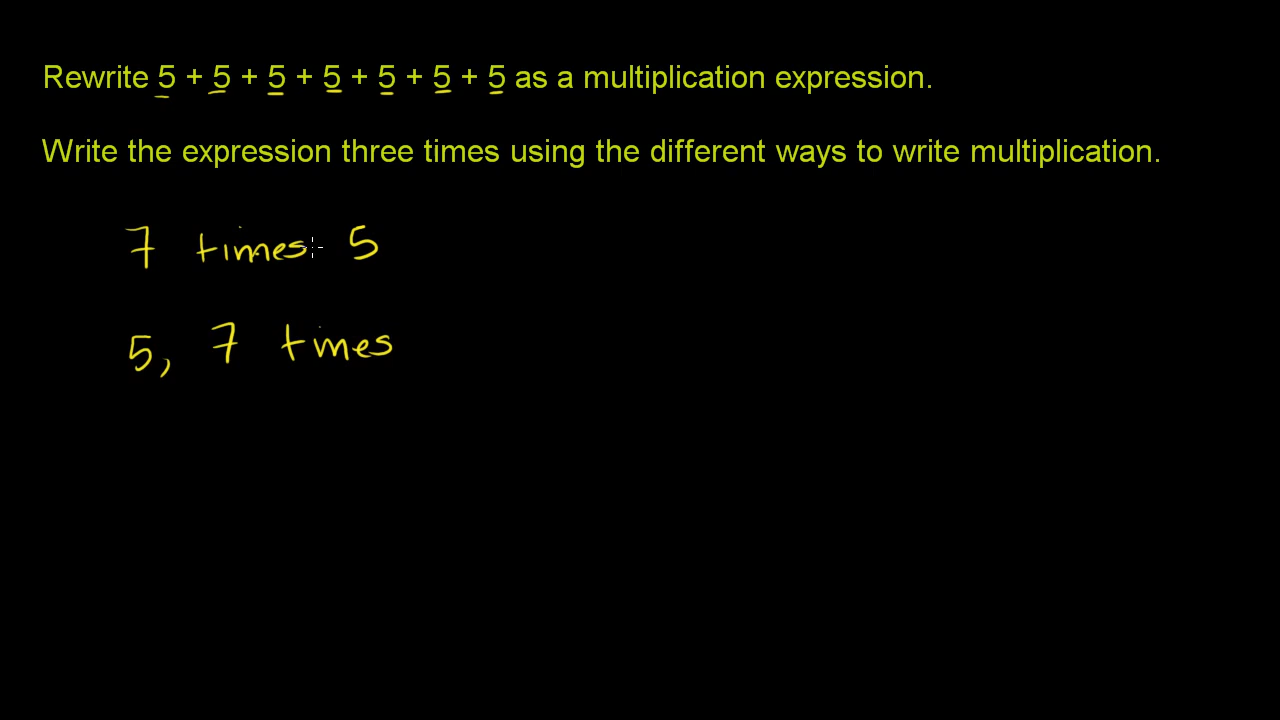 Rewrite 5 + 5 + 5 + 5 + 5 + 5 + 5 as a multiplication expression.
Write the expression three times using the different ways to write multiplication.
7 times 5
5, 7 times